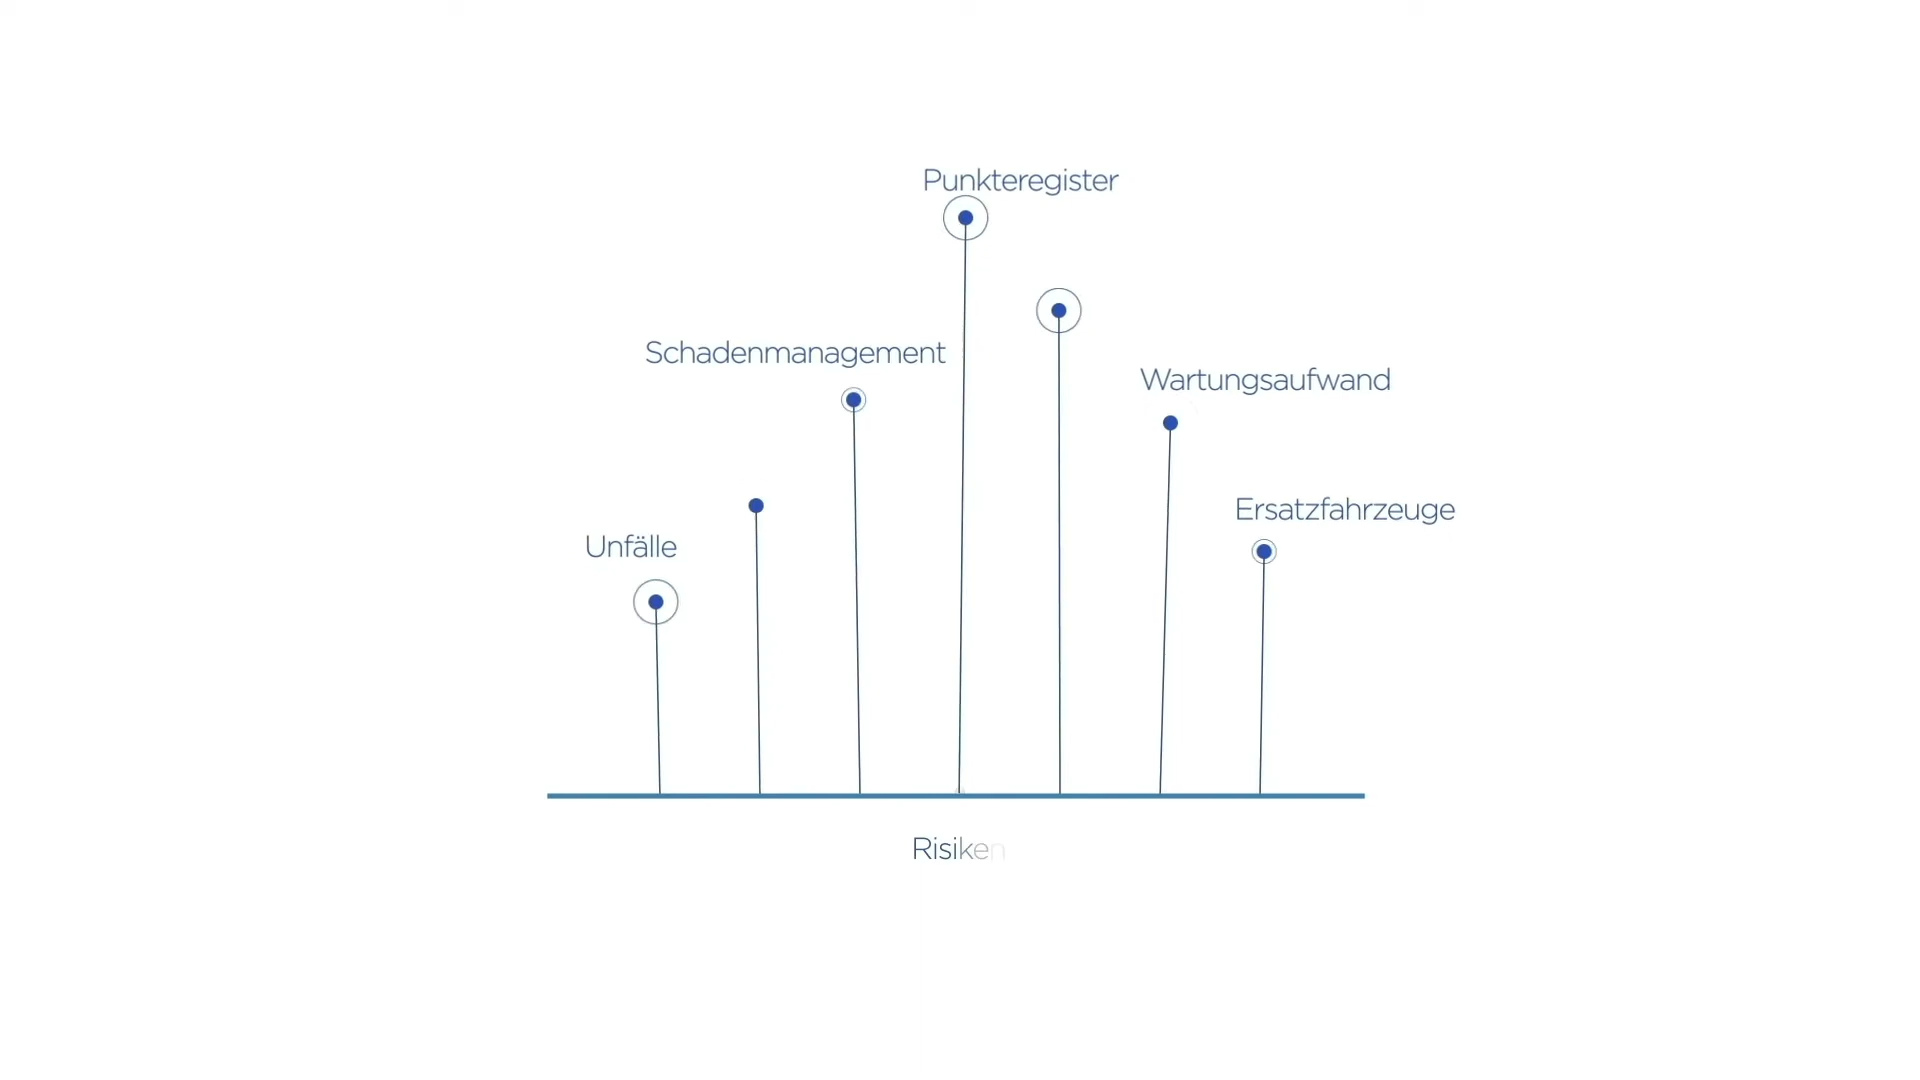 Punkteregister
Schadenmanagement
Wartungsaufwand
Ersatzfahrzeuge
Unfälle
Risiken